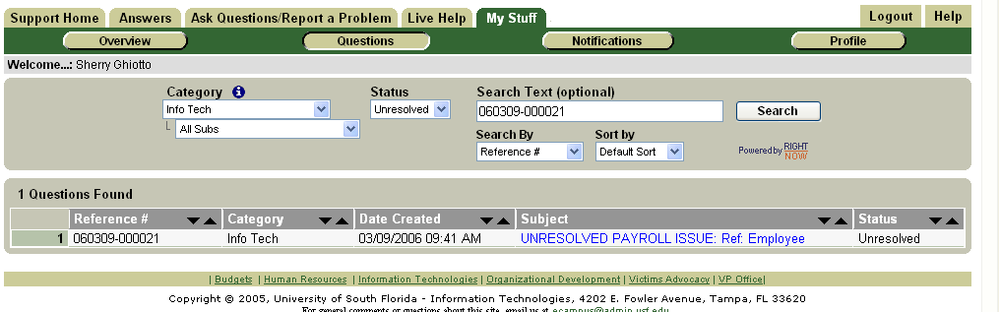 Support Home Answers Ask Questions/Report a Problem Live Help My Stuff Logout Help
Overview Questions Notifications Profile
Welcome...: Sherry Ghiotto
Category Status Search Text (optional)
Info Tech Unresolved 060309-000021 Search
All Subs
Search By Sort by
Reference # Default Sort Powered by RIGHT NOW
1 Questions Found
Reference # Category Date Created Subject Status
1 060309-000021 Info Tech 03/09/2006 09:41 AM UNRESOLVED PAYROLL ISSUE: Ref: Employee Unresolved
| Budgets | Human Resources | Information Technologies | Organizational Development | Victims Advocacy | VP Office|
Copyright © 2005, University of South Florida - Information Technologies, 4202 E. Fowler Avenue, Tampa, FL 33620
For general comments or questions about this site, email us at ecampus@admin.usf.edu